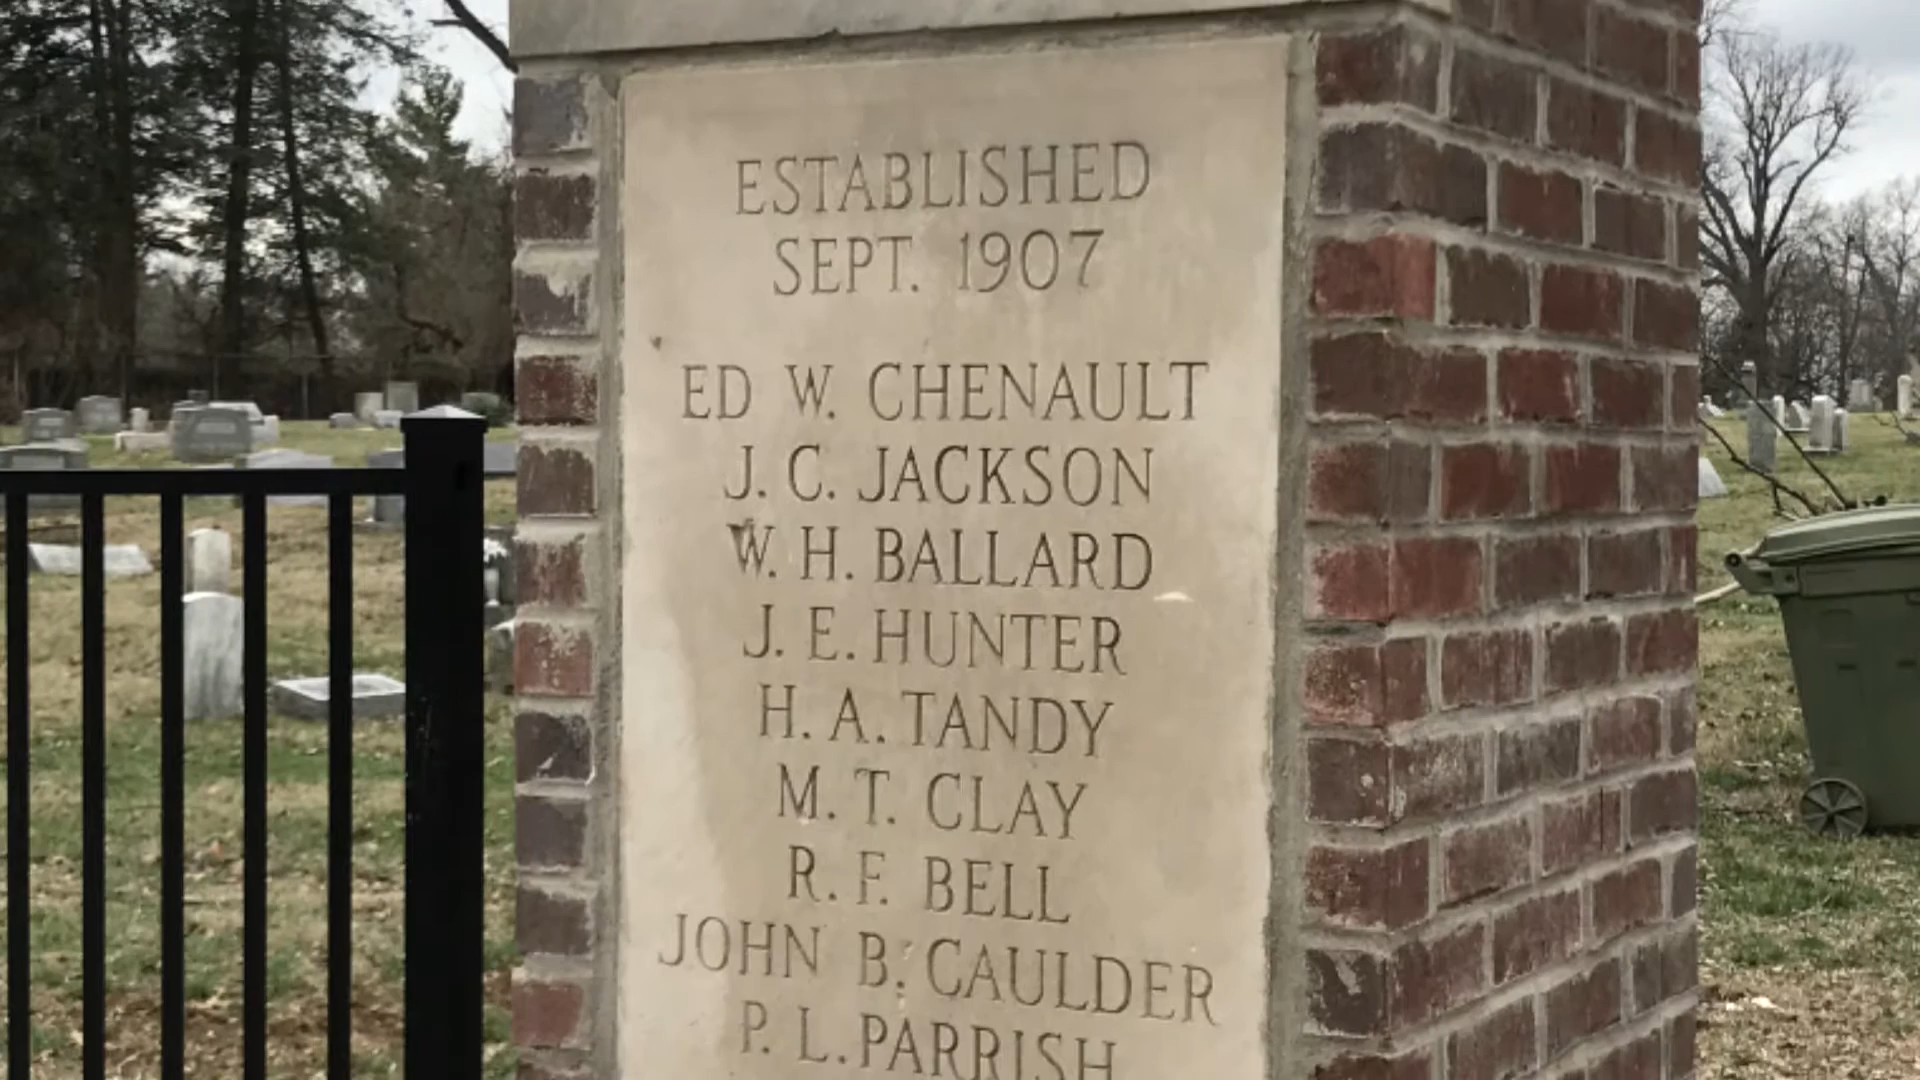 ESTABLISHED
SEPT. 1907
ED W. CHENAULT
J. C. JACKSON
W. H. BALLARD
J. E. HUNTER
H. A. TANDY
M. T. CLAY
R. F. BELL
JOHN B. CAULDER
P. L. PARRISH